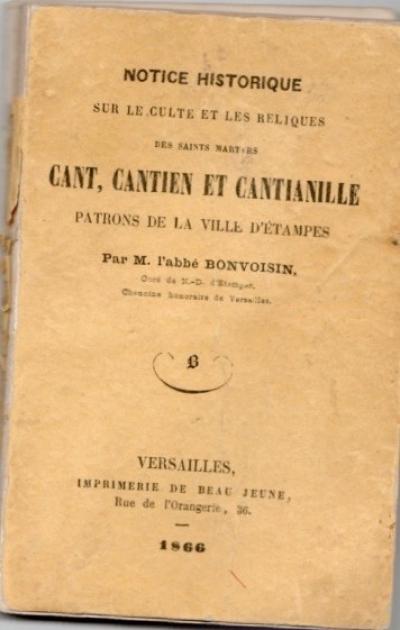 NOTICE HISTORIQUE
SUR LE CULTE ET LES RELIQUES
DES SAINTS MARTYRS
CANT, CANTIEN ET CANTIANILLE
PATRONS DE LA VILLE D'ÉTAMPES
Par M. l'abbé BONVOISIN,
Curé de N.-D. d'Etampes,
Chanoine honoraire de Versailles.
B
VERSAILLES,
IMPRIMERIE DE BEAU JEUNE,
Rue de l'Orangerie, 36.
1866